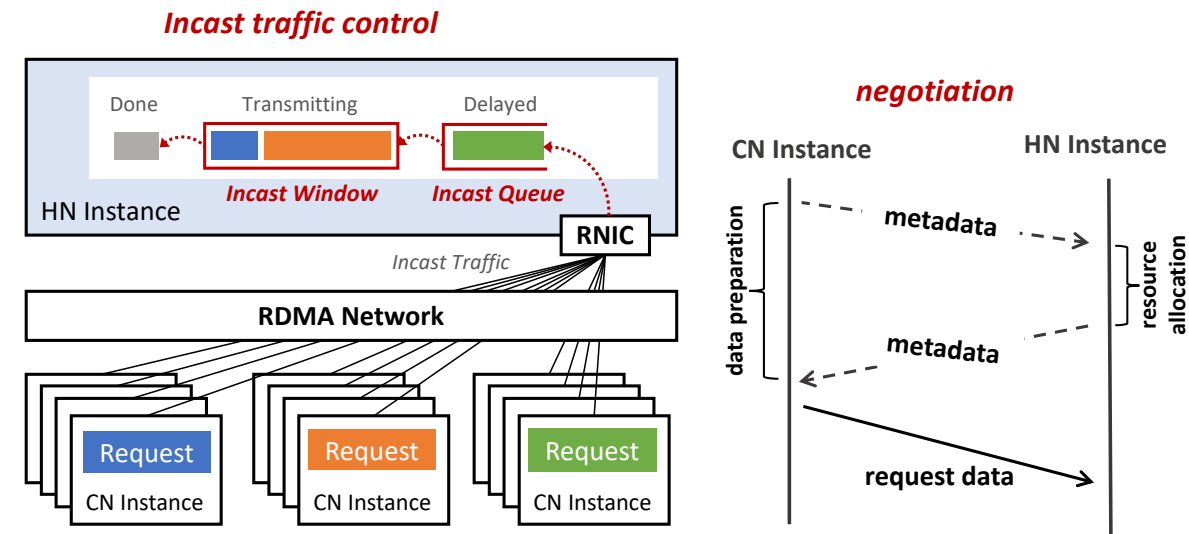 Incast traffic control
Done
Transmitting
Delayed
Incast Window
Incast Queue
HN Instance
RNIC
Incast Traffic
RDMA Network
Request
CN Instance
Request
CN Instance
Request
CN Instance
negotiation
CN Instance
HN Instance
metadata
data preparation
resource
allocation
metadata
request data